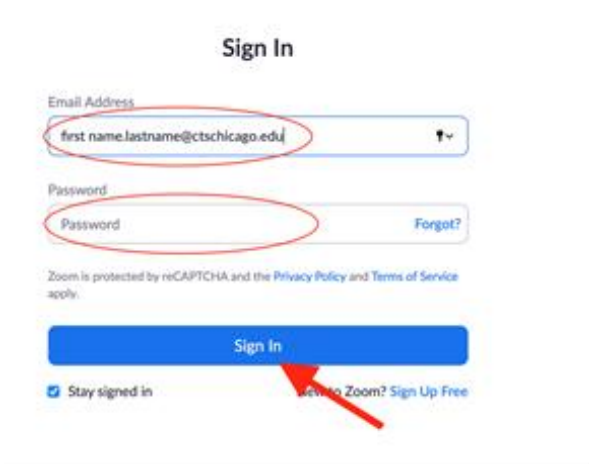 Sign In
Email Address
first name.lastname@ctschicago.edu
Password
Password Forgot?
Zoom is protected by reCAPTCHA and the Privacy Policy and Terms of Service
apply.
Sign In
Stay signed in New to Zoom? Sign Up Free